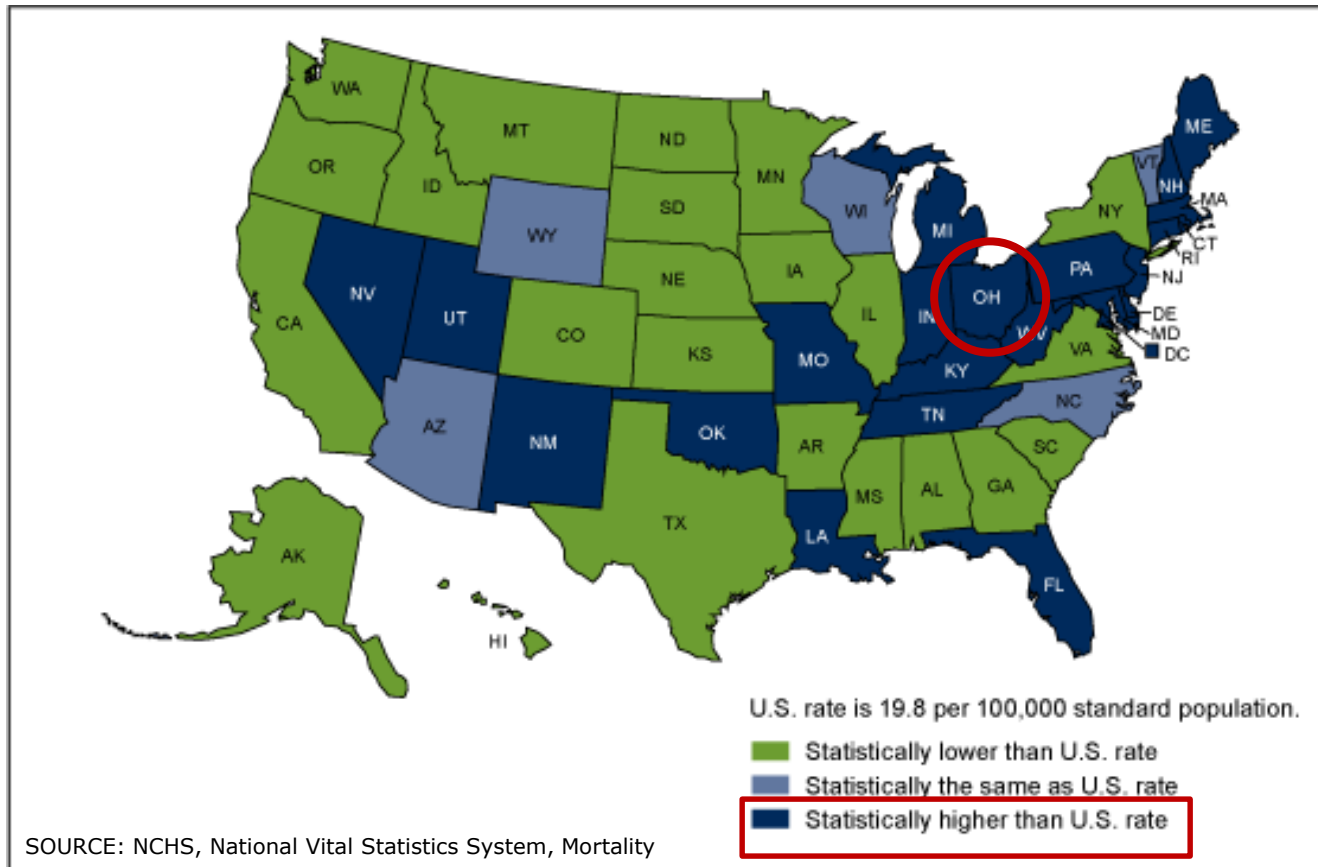 WA
MT
ND
MN
ME
OR
ID
SD
WI
VT
NH
NY
MA
WY
MI
CT
RI
IA
NE
PA
NJ
NV
OH
CA
UT
IL
IN
DE
CO
WV
MD
KS
MO
VA
DC
KY
NC
AZ
NM
OK
TN
AR
SC
MS
AL
GA
TX
LA
AK
FL
HI
U.S. rate is 19.8 per 100,000 standard population.
Statistically lower than U.S. rate
Statistically the same as U.S. rate
Statistically higher than U.S. rate
SOURCE: NCHS, National Vital Statistics System, Mortality